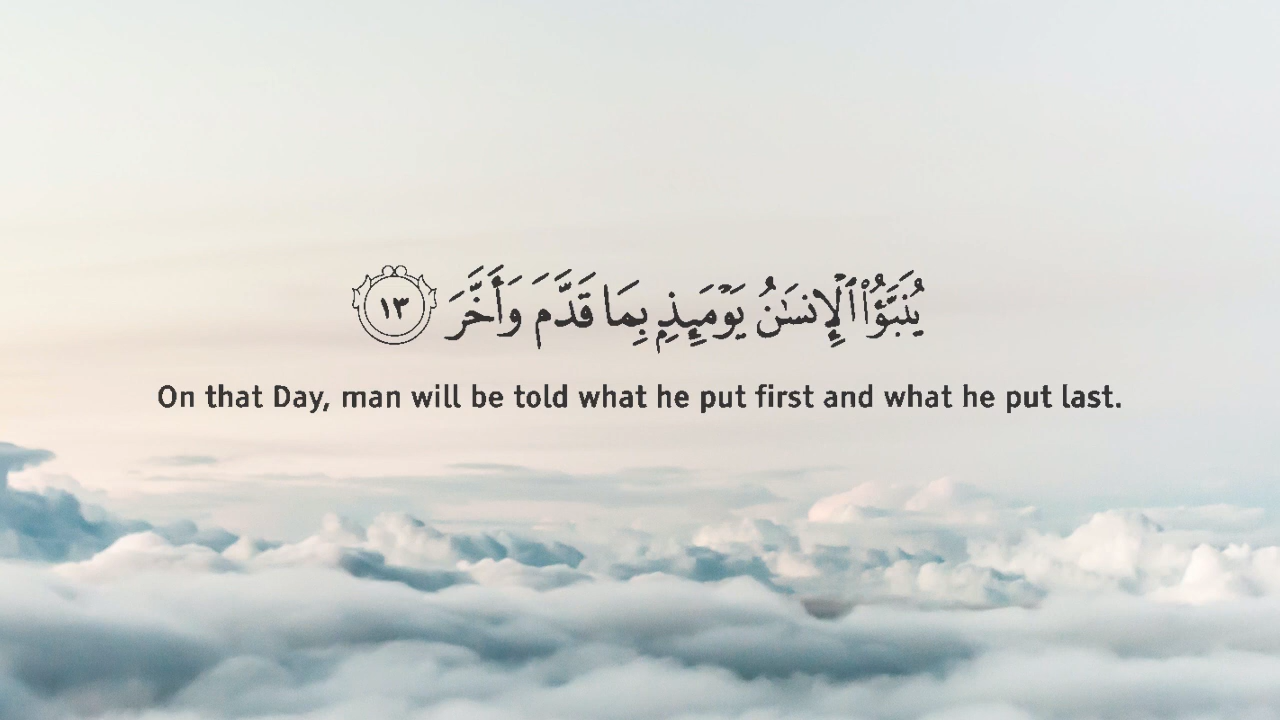 يُنَبَّؤُا۟ ٱلْإِنسَـٰنُ يَوْمَئِذٍۭ بِمَا قَدَّمَ وَأَخَّرَ ١٣
On that Day, man will be told what he put first and what he put last.